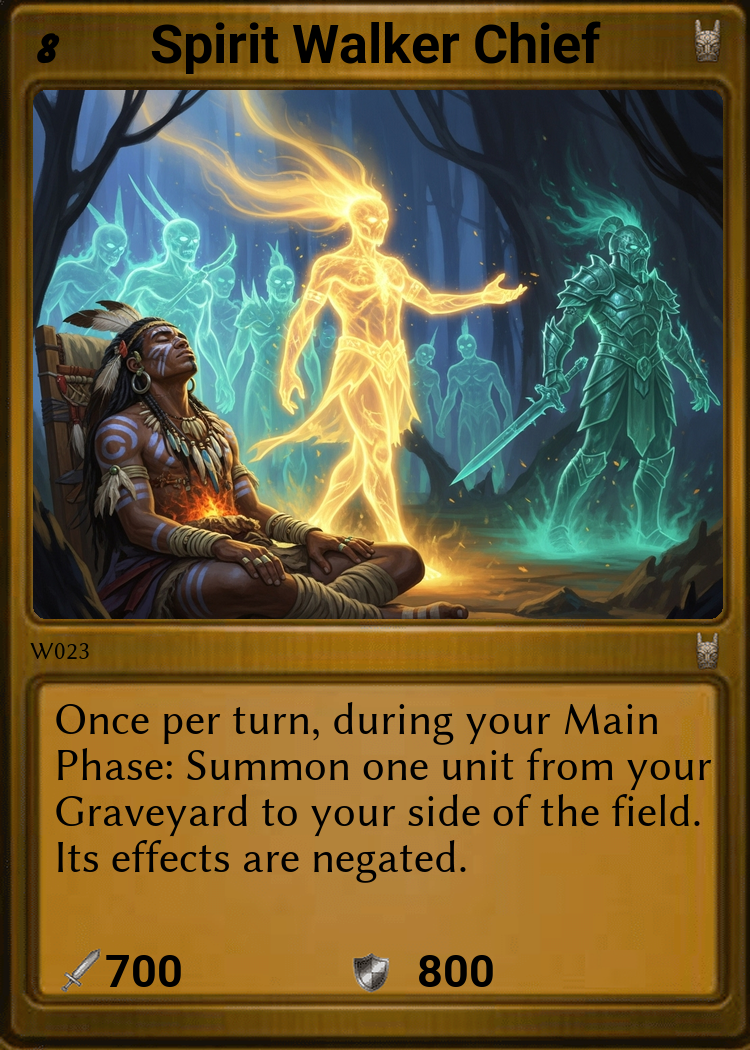 8 Spirit Walker Chief
W023
Once per turn, during your Main
Phase: Summon one unit from your
Graveyard to your side of the field.
Its effects are negated.
700 800